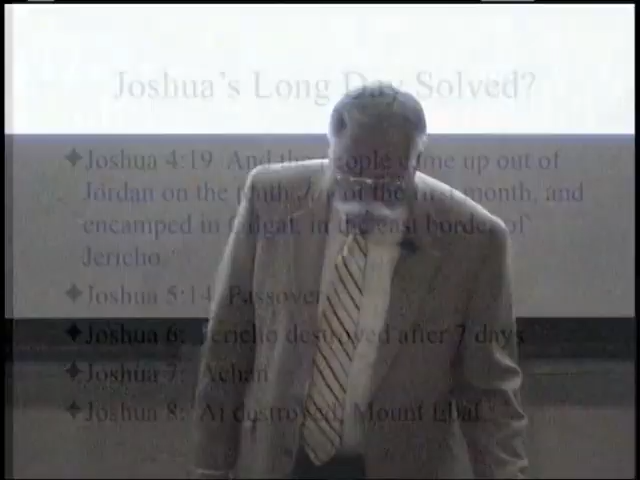 Joshua's Long Day Solved?
Joshua 4:19 And the people came up out of
Jordan on the tenth day of the first month, and
encamped in Gilgal, in the east border of
Jericho.
Joshua 5:14 Passover
Joshua 6: Jericho destroyed after 7 days
Joshua 7: Achan
Joshua 8: Ai destroyed, Mount Ebal